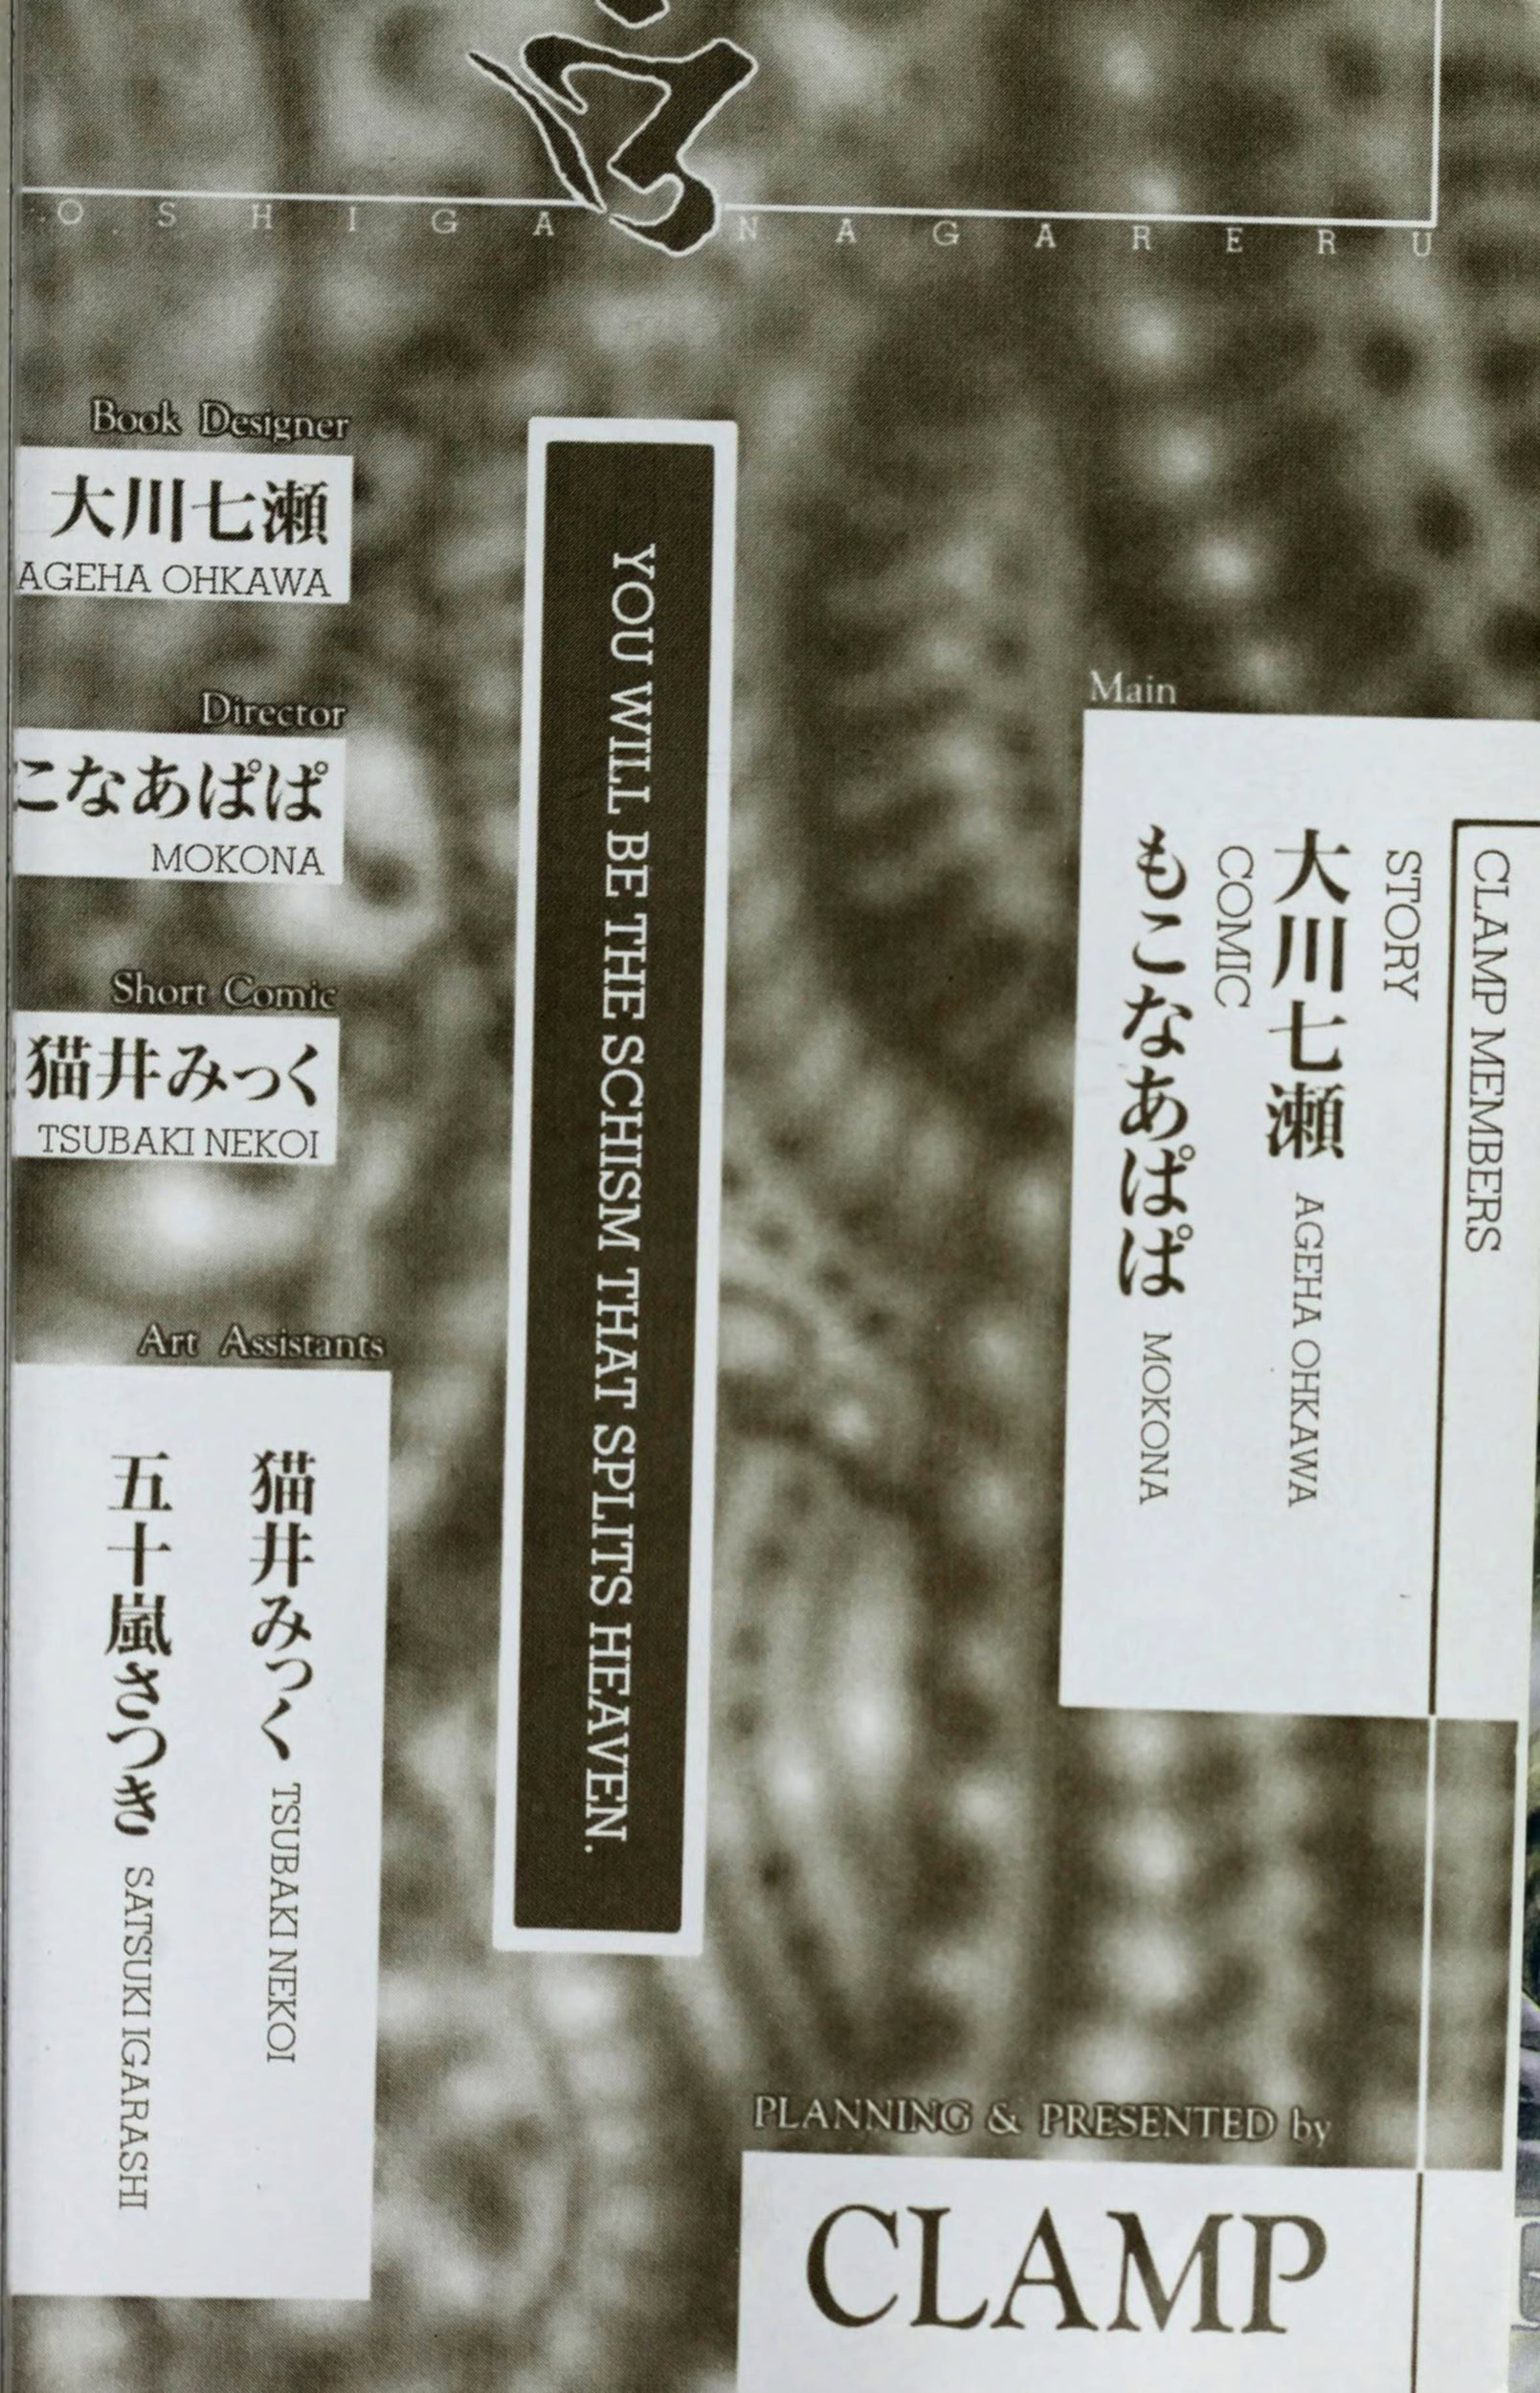 O. SHIGA NAGARERU
Book Designer
大川七瀬
AGEHA OHKAWA
Director
こなあぱぱ
MOKONA
Short Comic
猫井みっく
TSUBAKI NEKOI
Art Assistants
猫井みっく TSUBAKI NEKOI
五十嵐さつき SATSUKI IGARASHI
YOU WILL BE THE SCHISM THAT SPLITS HEAVEN.
Main
CLAMP MEMBERS
STORY
大川七瀬 AGEHA OHKAWA
COMIC
もこなあぱぱ MOKONA
PLANNING & PRESENTED by
CLAMP